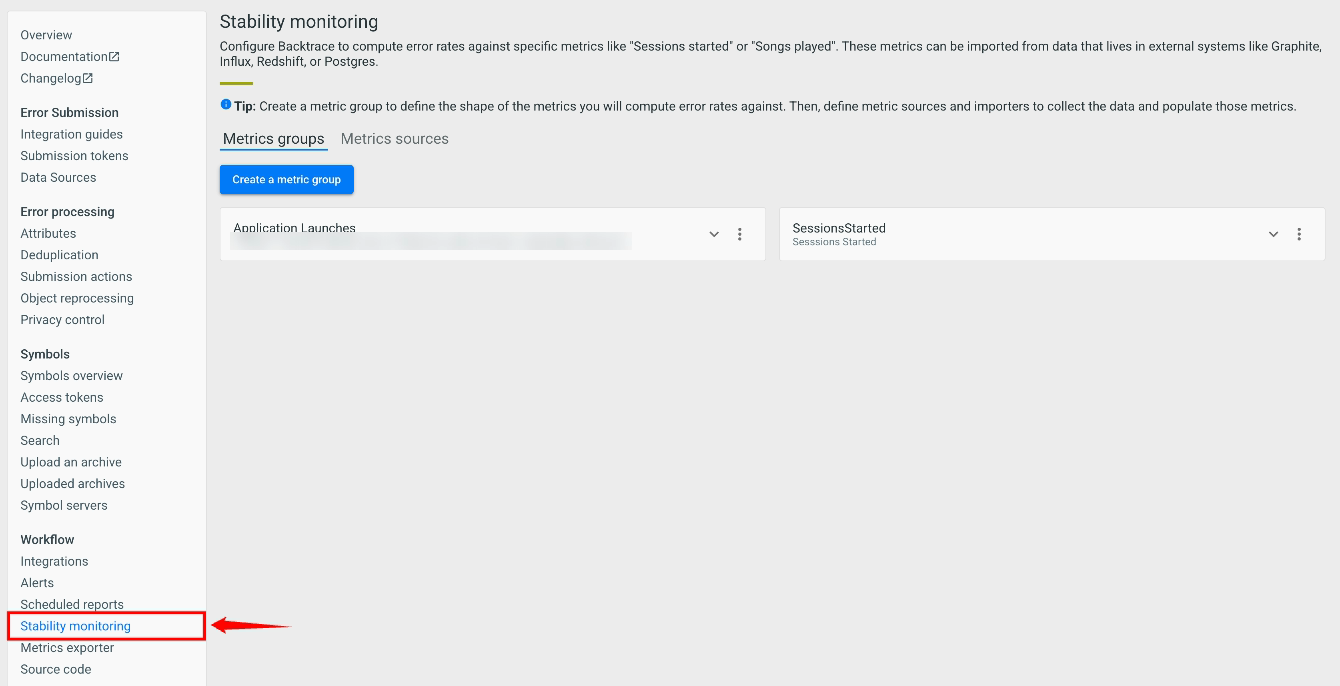 Overview
Documentation
Changelog
Error Submission
Integration guides
Submission tokens
Data Sources
Error processing
Attributes
Deduplication
Submission actions
Object reprocessing
Privacy control
Symbols
Symbols overview
Access tokens
Missing symbols
Search
Upload an archive
Uploaded archives
Symbol servers
Workflow
Integrations
Alerts
Scheduled reports
Stability monitoring
Metrics exporter
Source code
Stability monitoring
Configure Backtrace to compute error rates against specific metrics like "Sessions started" or "Songs played". These metrics can be imported from data that lives in external systems like Graphite,
Influx, Redshift, or Postgres.
Tip: Create a metric group to define the shape of the metrics you will compute error rates against. Then, define metric sources and importers to collect the data and populate those metrics.
Metrics groups Metrics sources
Create a metric group
Application Launches
SessionsStarted
Sesssions Started